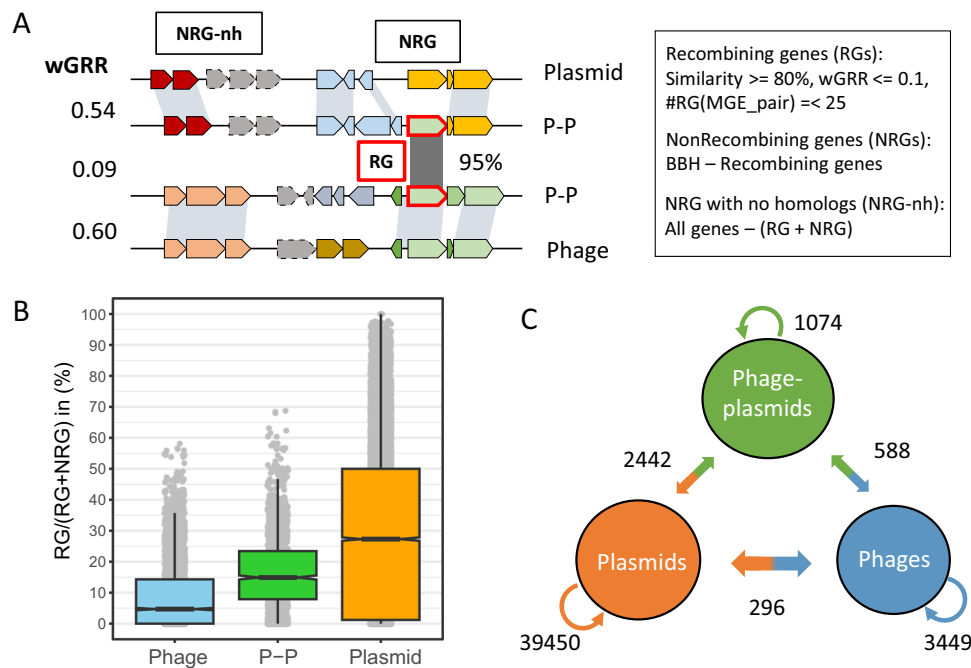 A
NRG-nh
NRG
wGRR
Plasmid
0.54
P-P
RG
95%
0.09
P-P
0.60
Phage
Recombining genes (RGs):
Similarity >= 80%, wGRR <= 0.1,
#RG(MGE_pair) =< 25
NonRecombining genes (NRGs):
BBH – Recombining genes
NRG with no homologs (NRG-nh):
All genes – (RG + NRG)
B
RG/(RG+NRG) in (%)
100
90
80
70
60
50
40
30
20
10
0
Phage
P−P
Plasmid
C
1074
Phage-
plasmids
2442
588
Plasmids
Phages
296
39450
3449